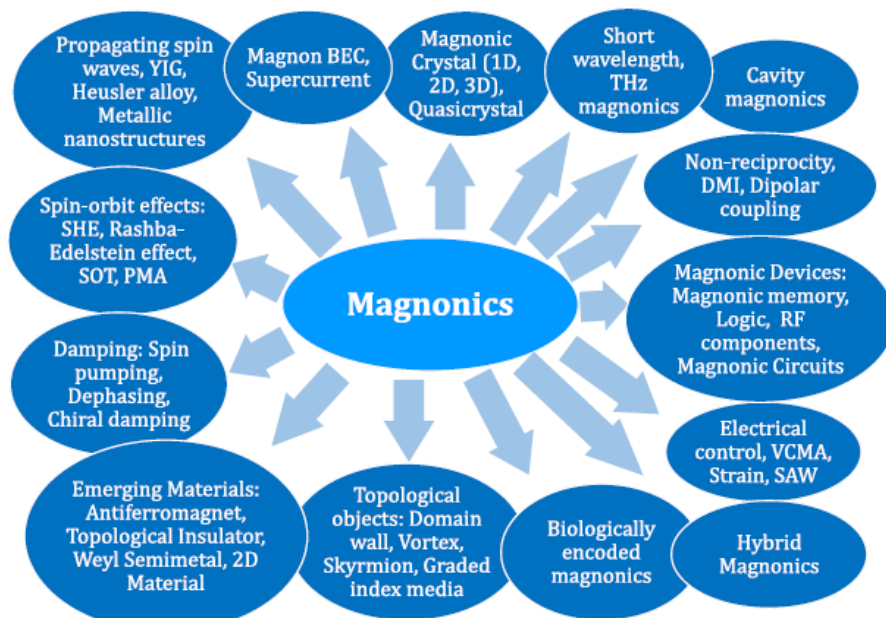 Propagating spin
waves, YIG,
Heusler alloy,
Metallic
nanostructures
Magnon BEC,
Supercurrent
Magnonic
Crystal (1D,
2D, 3D),
Quasicrystal
Short
wavelength,
THz
magnonics
Cavity
magnonics
Non-reciprocity,
DMI, Dipolar
coupling
Spin-orbit effects:
SHE, Rashba-
Edelstein effect,
SOT, PMA
Magnonics
Magnonic Devices:
Magnonic memory,
Logic, RF
components,
Magnonic Circuits
Damping: Spin
pumping,
Dephasing,
Chiral damping
Electrical
control, VCMA,
Strain, SAW
Emerging Materials:
Antiferromagnet,
Topological Insulator,
Weyl Semimetal, 2D
Material
Topological
objects: Domain
wall, Vortex,
Skyrmion, Graded
index media
Biologically
encoded
magnonics
Hybrid
Magnonics